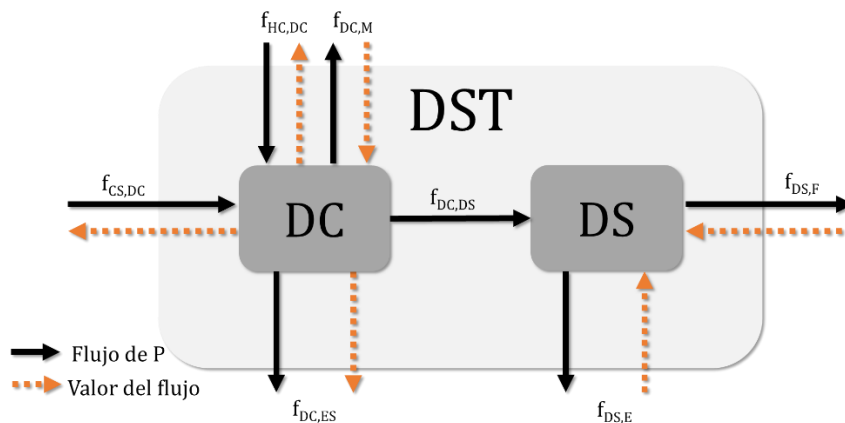 f_HC,DC f_DC,M
DST
f_CS,DC
DC
f_DC,DS
DS
f_DS,F
Flujo de P
Valor del flujo
f_DC,ES
f_DS,E